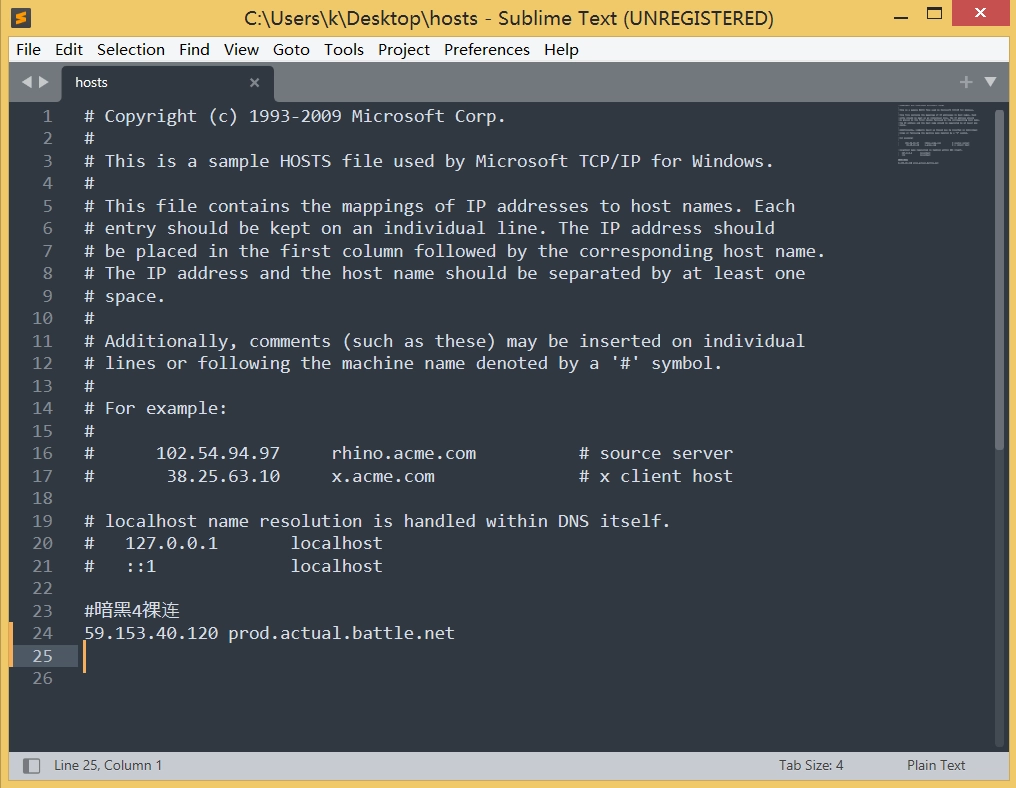 C:\Users\k\Desktop\hosts - Sublime Text (UNREGISTERED)
File Edit Selection Find View Goto Tools Project Preferences Help
hosts
1 # Copyright (c) 1993-2009 Microsoft Corp.
2 #
3 # This is a sample HOSTS file used by Microsoft TCP/IP for Windows.
4 #
5 # This file contains the mappings of IP addresses to host names. Each
6 # entry should be kept on an individual line. The IP address should
7 # be placed in the first column followed by the corresponding host name.
8 # The IP address and the host name should be separated by at least one
9 # space.
10 #
11 # Additionally, comments (such as these) may be inserted on individual
12 # lines or following the machine name denoted by a '#' symbol.
13 #
14 # For example:
15 #
16 #      102.54.94.97     rhino.acme.com          # source server
17 #       38.25.63.10     x.acme.com              # x client host
18
19 # localhost name resolution is handled within DNS itself.
20 #   127.0.0.1       localhost
21 #   ::1             localhost
22
23 #暗黑4裸连
24 59.153.40.120 prod.actual.battle.net
25
26
Line 25, Column 1
Tab Size: 4
Plain Text